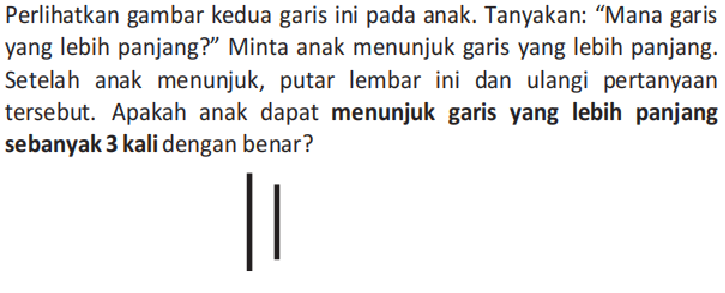 Perlihatkan gambar kedua garis ini pada anak. Tanyakan: “Mana garis
yang lebih panjang?” Minta anak menunjuk garis yang lebih panjang.
Setelah anak menunjuk, putar lembar ini dan ulangi pertanyaan
tersebut. Apakah anak dapat menunjuk garis yang lebih panjang
sebanyak 3 kali dengan benar?